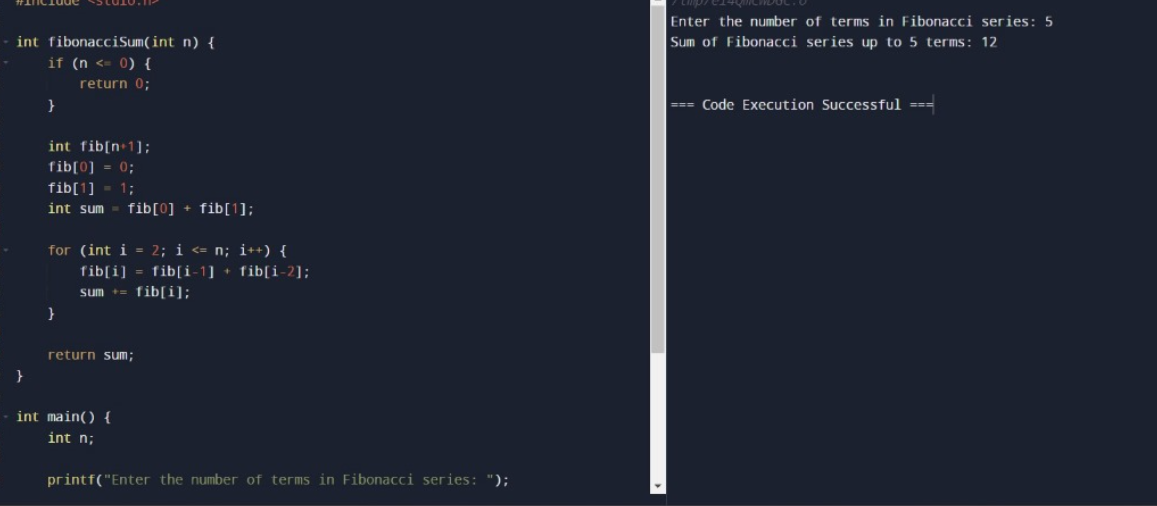 #include <stdio.h>
int fibonacciSum(int n) {
    if (n <= 0) {
        return 0;
    }
    int fib[n+1];
    fib[0] = 0;
    fib[1] = 1;
    int sum = fib[0] + fib[1];
    for (int i = 2; i <= n; i++) {
        fib[i] = fib[i-1] + fib[i-2];
        sum += fib[i];
    }
    return sum;
}
int main() {
    int n;
    printf("Enter the number of terms in Fibonacci series: ");
Enter the number of terms in Fibonacci series: 5
Sum of Fibonacci series up to 5 terms: 12
=== Code Execution Successful ===